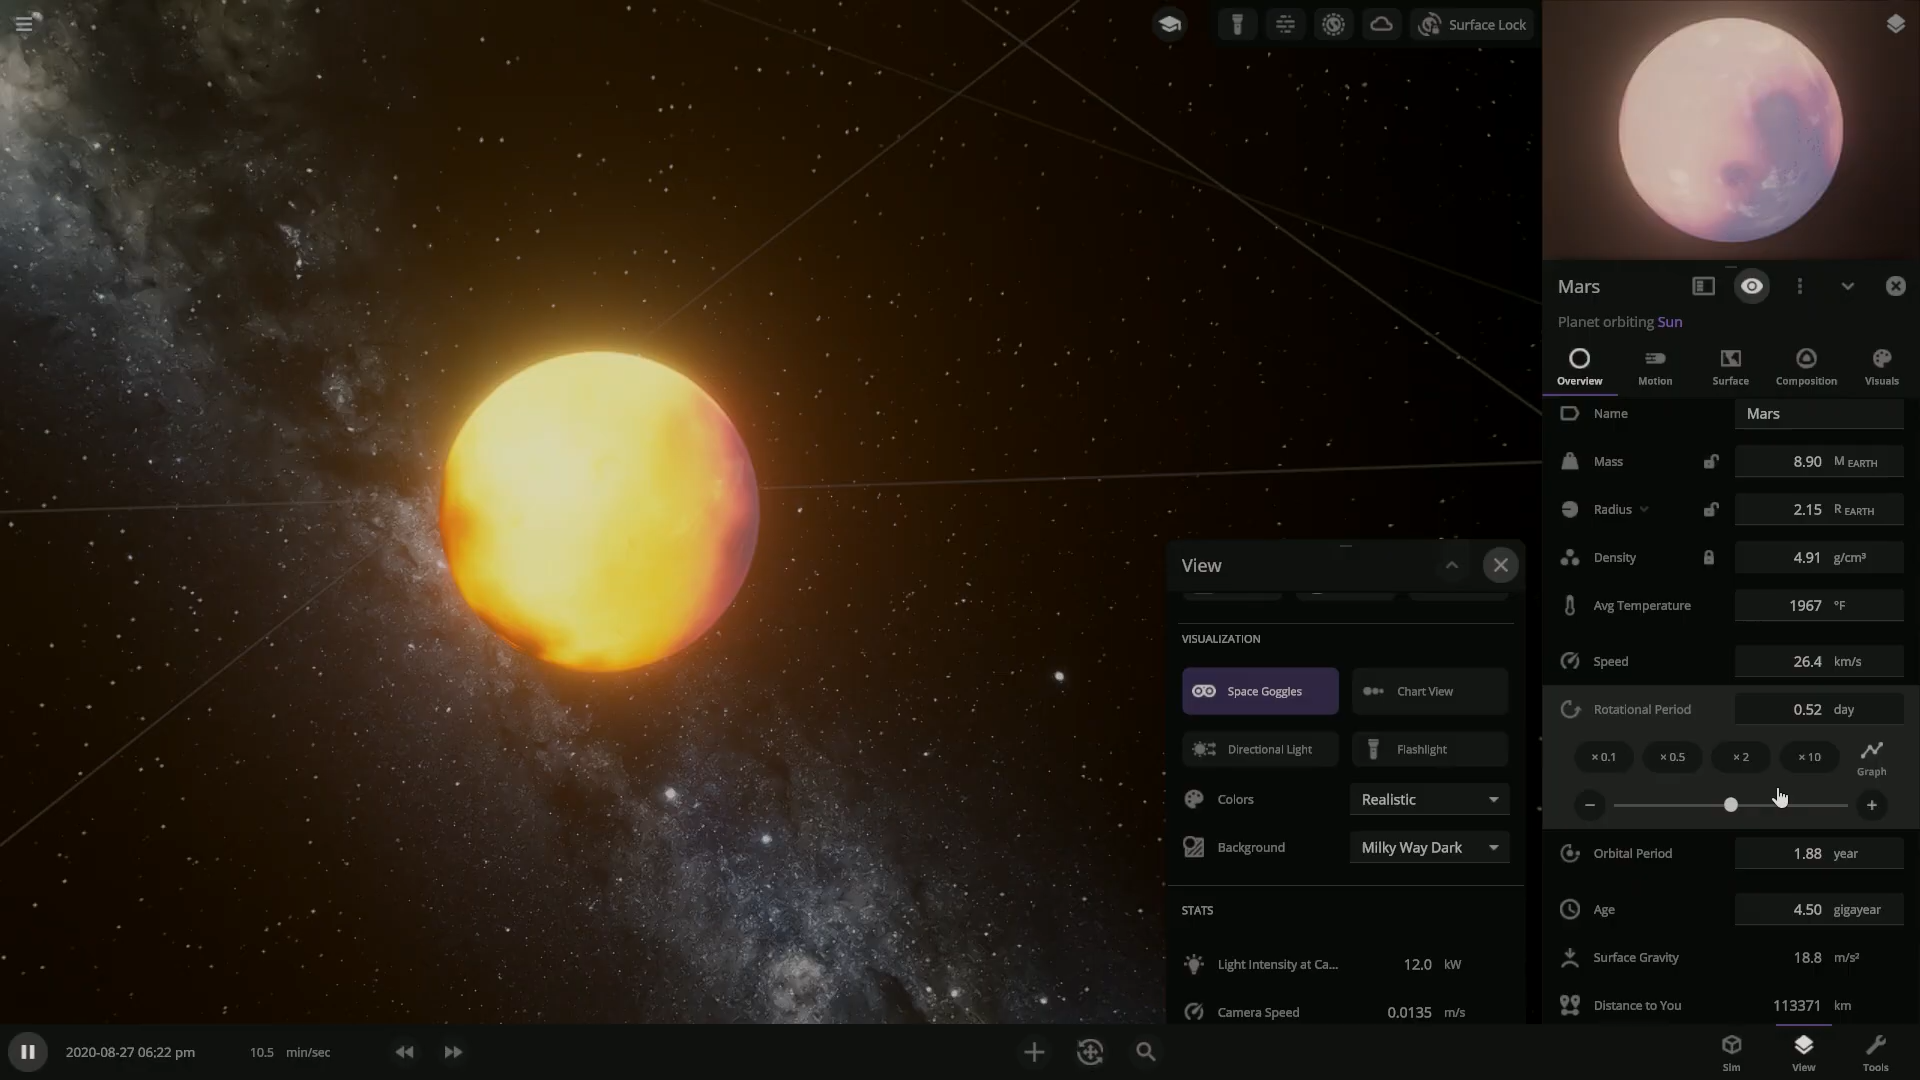 Surface Lock
Mars
Planet orbiting Sun
Overview
Motion
Surface
Composition
Visuals
Name Mars
Mass 8.90 M EARTH
Radius 2.15 R EARTH
Density 4.91 g/cm³
Avg Temperature 1967 °F
Speed 26.4 km/s
Rotational Period 0.52 day
× 0.1 × 0.5 × 2 × 10 Graph
Orbital Period 1.88 year
Age 4.50 gigayear
Surface Gravity 18.8 m/s²
Distance to You 113371 km
View
VISUALIZATION
Space Goggles
Chart View
Directional Light
Flashlight
Colors Realistic
Background Milky Way Dark
STATS
Light Intensity at Ca... 12.0 kW
Camera Speed 0.0135 m/s
2020-08-27 06:22 pm 10.5 min/sec
Sim
View
Tools